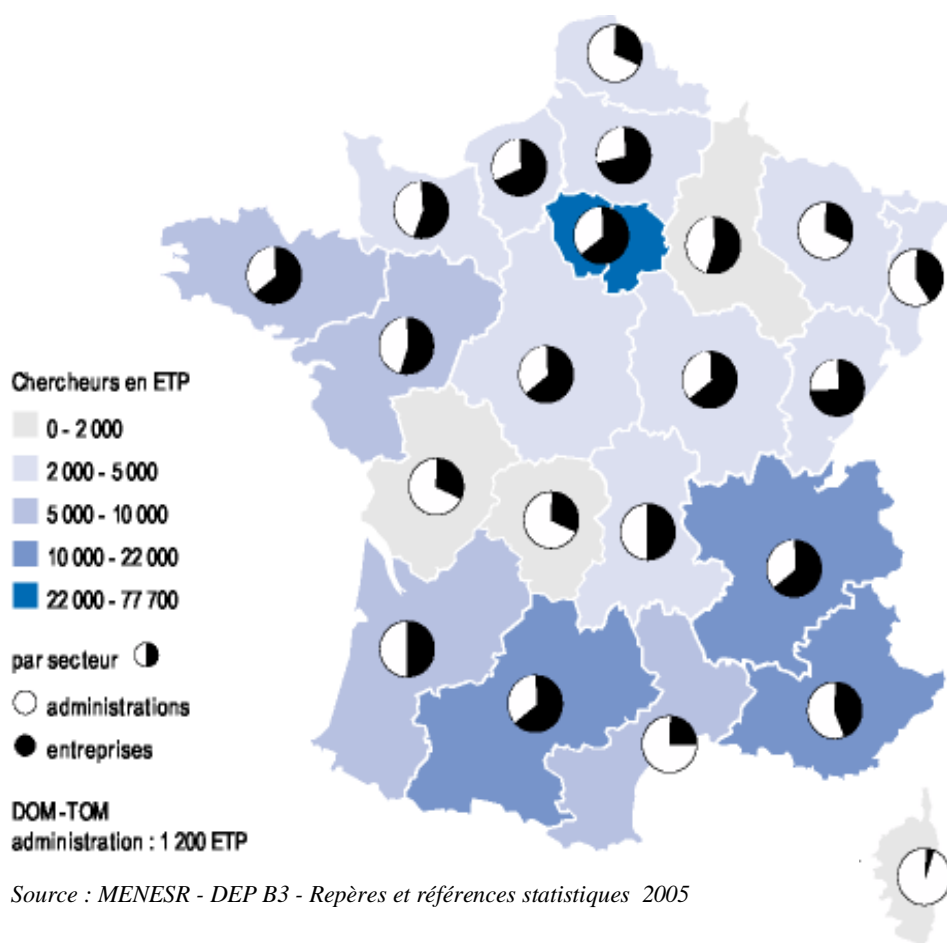 Chercheurs en ETP
0 - 2 000
2 000 - 5 000
5 000 - 10 000
10 000 - 22 000
22 000 - 77 700
par secteur
administrations
entreprises
DOM-TOM
administration : 1 200 ETP
Source : MENESR - DEP B3 - Repères et références statistiques 2005